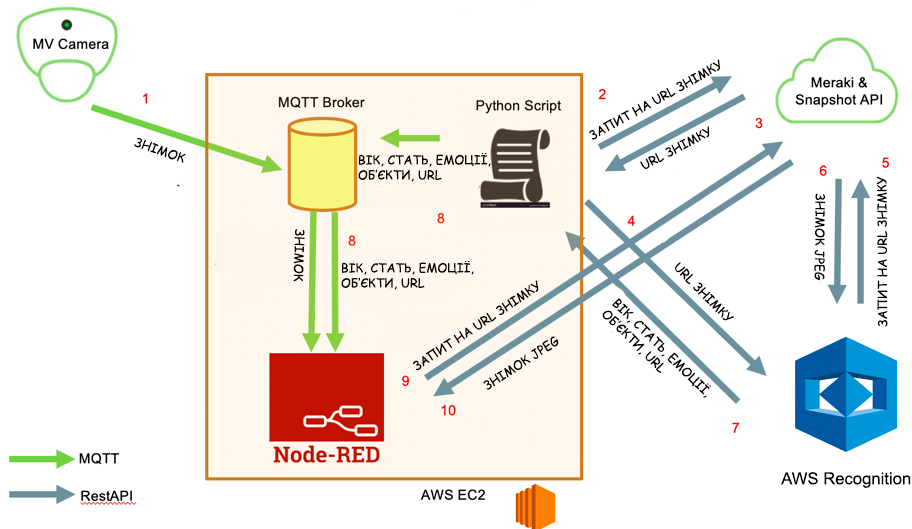 MV Camera
1
ЗНІМОК
MQTT Broker
Python Script
ВІК, СТАТЬ, ЕМОЦІЇ,
ОБ'ЄКТИ, URL
8
2
ЗАПИТ НА URL ЗНІМКУ
URL ЗНІМКУ
3
Meraki &
Snapshot API
6
5
ЗНІМОК JPEG
ЗАПИТ НА URL ЗНІМКУ
ЗНІМОК
8
ВІК, СТАТЬ, ЕМОЦІЇ,
ОБ'ЄКТИ, URL
4
URL ЗНІМКУ
ВІК, СТАТЬ, ЕМОЦІЇ,
ОБ'ЄКТИ, URL
7
ЗАПИТ НА URL ЗНІМКУ
9
ЗНІМОК JPEG
10
Node-RED
MQTT
RestAPI
AWS EC2
AWS Recognition